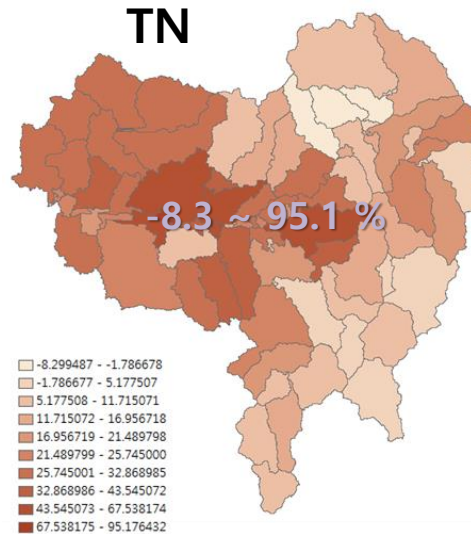 TN
-8.3 ~ 95.1 %
-8.299487 - -1.786678
-1.786677 - 5.177507
5.177508 - 11.715071
11.715072 - 16.956718
16.956719 - 21.489798
21.489799 - 25.745000
25.745001 - 32.868985
32.868986 - 43.545072
43.545073 - 67.538174
67.538175 - 95.176432